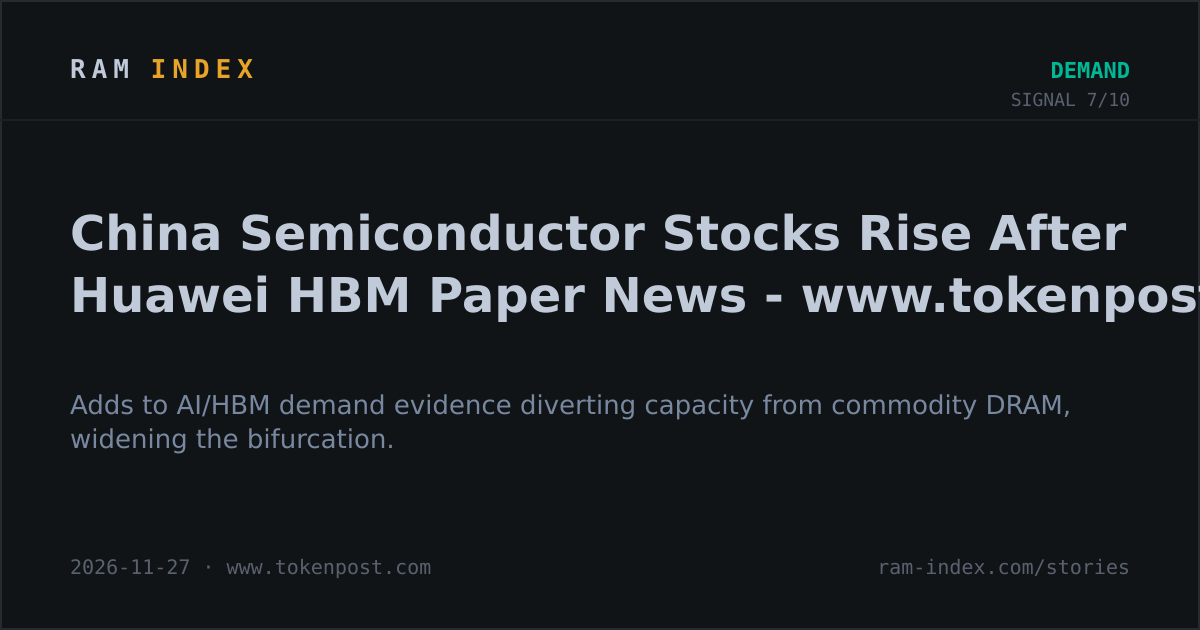 RAM INDEX
DEMAND
SIGNAL 7/10
China Semiconductor Stocks Rise After
Huawei HBM Paper News - www.tokenpost
Adds to AI/HBM demand evidence diverting capacity from commodity DRAM,
widening the bifurcation.
2026-11-27 · www.tokenpost.com
ram-index.com/stories